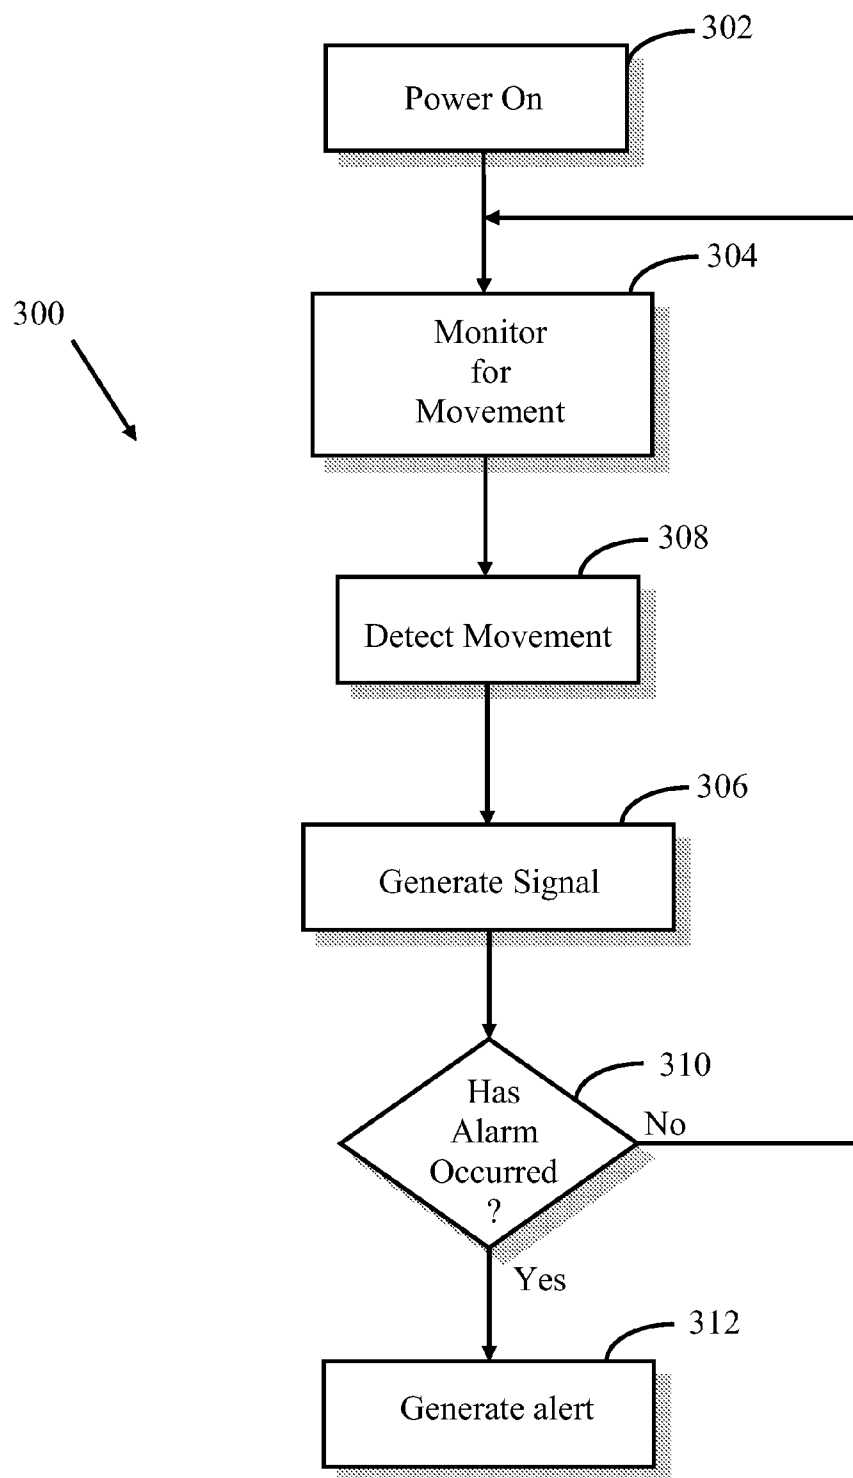 302
Power On
304
300
Monitor
for
Movement
308
Detect Movement
306
Generate Signal
310
Has
Alarm
Occurred
?
No
Yes
312
Generate alert